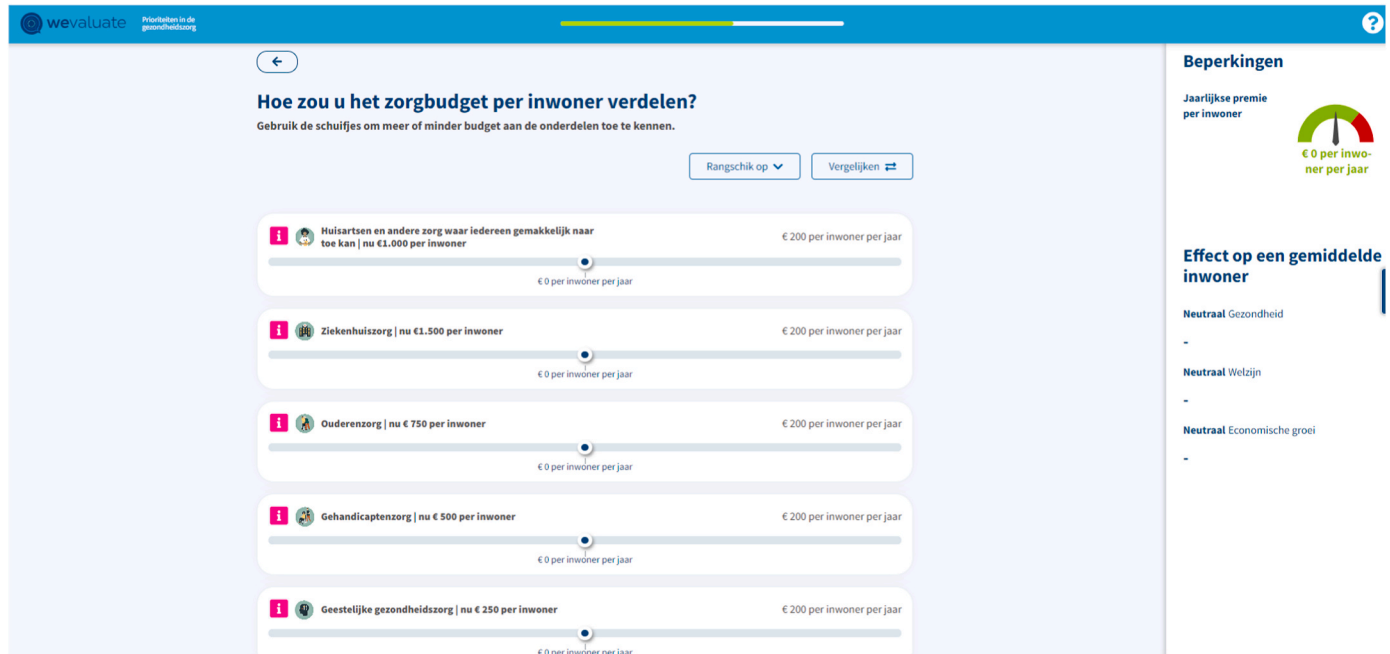 wevaluate
Prioriteiten in de
gezondheidszorg
?
Hoe zou u het zorgbudget per inwoner verdelen?
Gebruik de schuifjes om meer of minder budget aan de onderdelen toe te kennen.
Rangschik op
Vergelijken
i
Huisartsen en andere zorg waar iedereen gemakkelijk naar
toe kan | nu €1.000 per inwoner
€ 200 per inwoner per jaar
€ 0 per inwoner per jaar
i
Ziekenhuiszorg | nu €1.500 per inwoner
€ 200 per inwoner per jaar
€ 0 per inwoner per jaar
i
Ouderenzorg | nu € 750 per inwoner
€ 200 per inwoner per jaar
€ 0 per inwoner per jaar
i
Gehandicaptenzorg | nu € 500 per inwoner
€ 200 per inwoner per jaar
€ 0 per inwoner per jaar
i
Geestelijke gezondheidszorg | nu € 250 per inwoner
€ 200 per inwoner per jaar
€ 0 per inwoner per jaar
Beperkingen
Jaarlijkse premie
per inwoner
€ 0 per inwo-
ner per jaar
Effect op een gemiddelde
inwoner
Neutraal Gezondheid
-
Neutraal Welzijn
-
Neutraal Economische groei
-